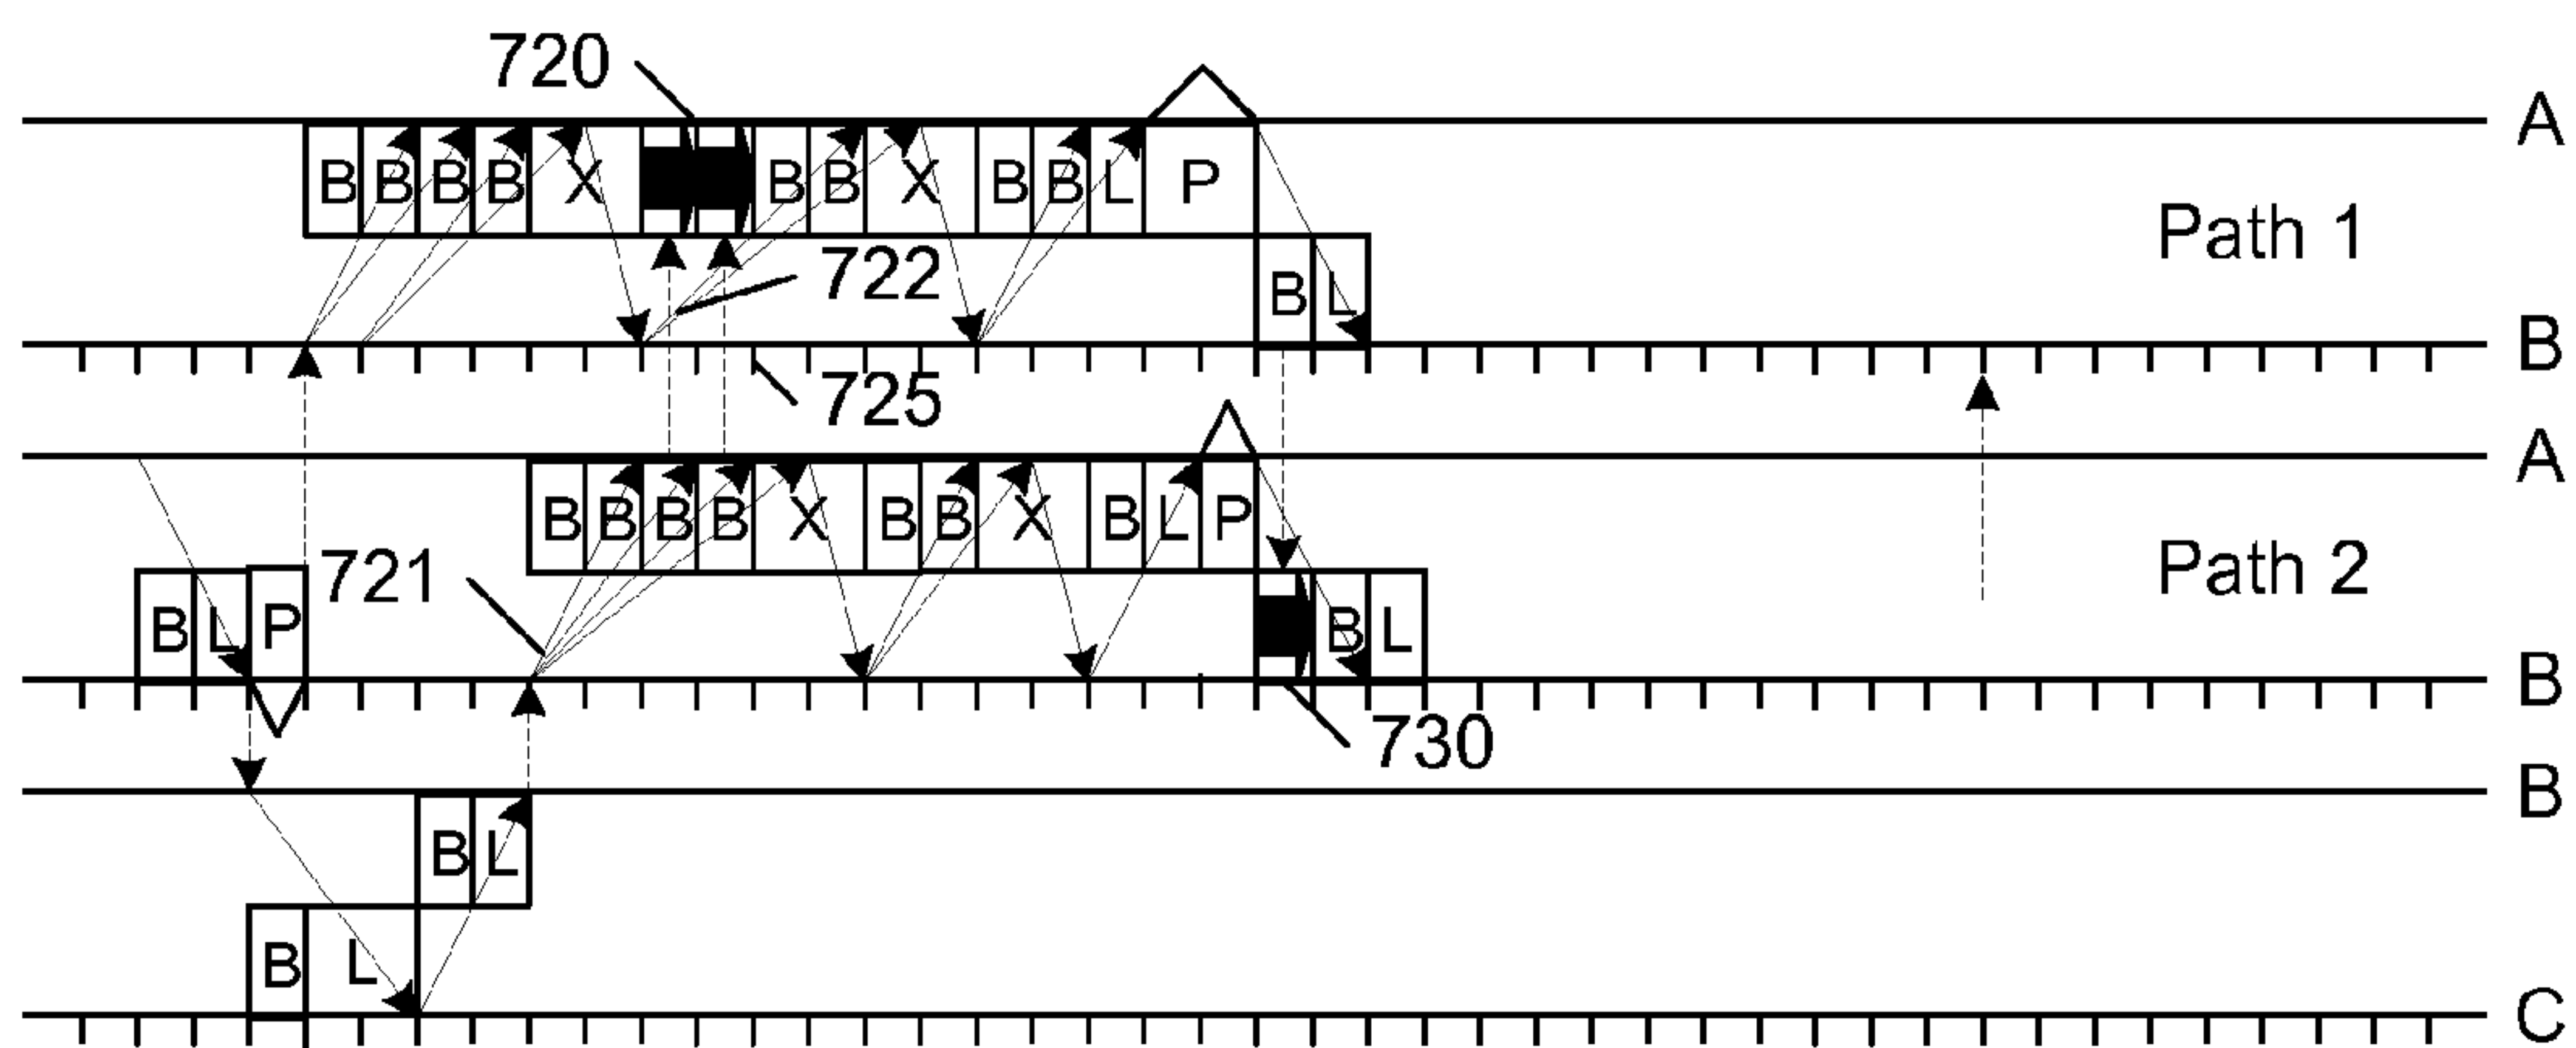 720
A
B B B B X B B X B B L P
Path 1
722
B L
B
725
A
B B B B X B B X B L P
721
Path 2
B L P
B L
B
730
B
B L
B L
C